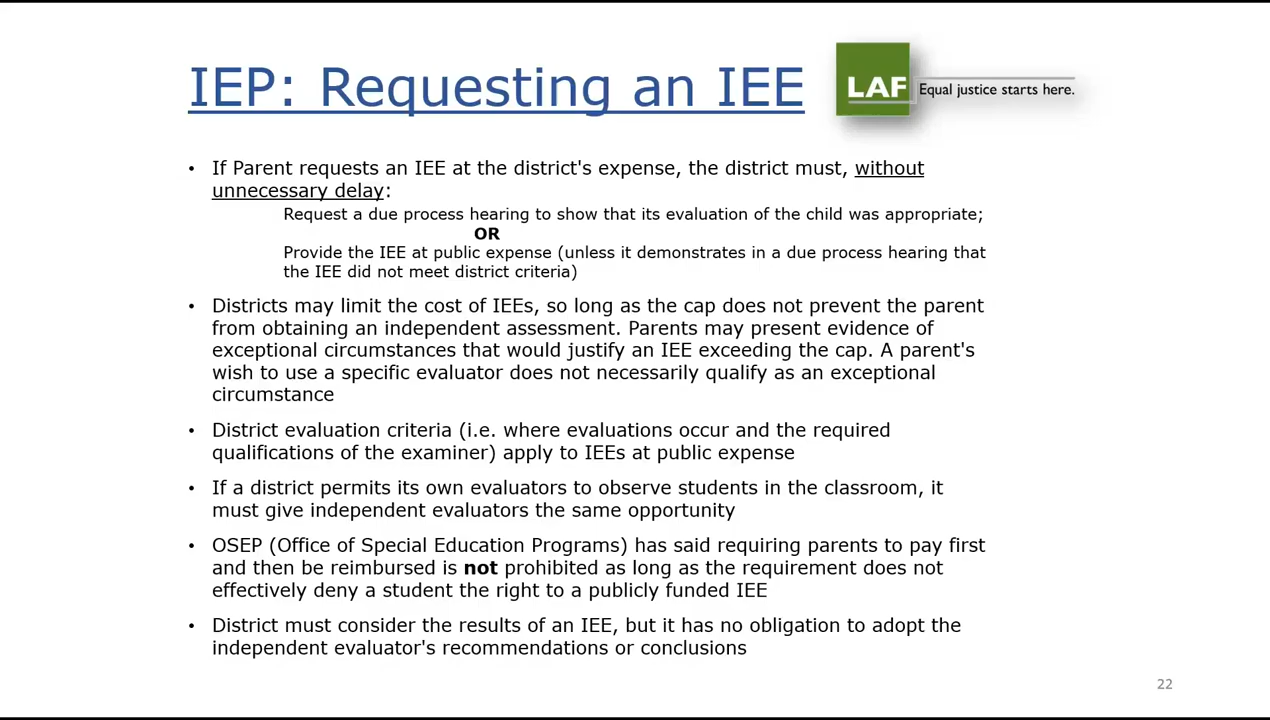 IEP: Requesting an IEE
LAF
Equal justice starts here.
• If Parent requests an IEE at the district's expense, the district must, without
unnecessary delay:
Request a due process hearing to show that its evaluation of the child was appropriate;
OR
Provide the IEE at public expense (unless it demonstrates in a due process hearing that
the IEE did not meet district criteria)
• Districts may limit the cost of IEEs, so long as the cap does not prevent the parent
from obtaining an independent assessment. Parents may present evidence of
exceptional circumstances that would justify an IEE exceeding the cap. A parent's
wish to use a specific evaluator does not necessarily qualify as an exceptional
circumstance
• District evaluation criteria (i.e. where evaluations occur and the required
qualifications of the examiner) apply to IEEs at public expense
• If a district permits its own evaluators to observe students in the classroom, it
must give independent evaluators the same opportunity
• OSEP (Office of Special Education Programs) has said requiring parents to pay first
and then be reimbursed is not prohibited as long as the requirement does not
effectively deny a student the right to a publicly funded IEE
• District must consider the results of an IEE, but it has no obligation to adopt the
independent evaluator's recommendations or conclusions
22